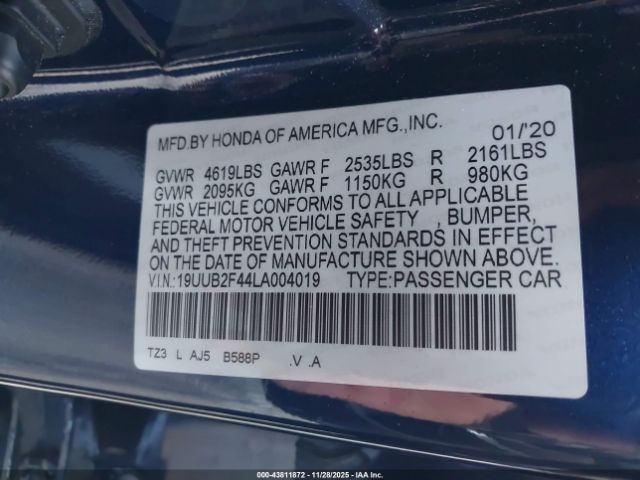 MFD.BY HONDA OF AMERICA MFG.,INC. 01/'20
GVWR 4619LBS GAWR F 2535LBS R 2161LBS
GVWR 2095KG GAWR F 1150KG R 980KG
THIS VEHICLE CONFORMS TO ALL APPLICABLE
FEDERAL MOTOR VEHICLE SAFETY , BUMPER,
AND THEFT PREVENTION STANDARDS IN EFFECT
ON THE DATE OF MANUFACTURE SHOWN ABOVE.
V.I.N.:19UUB2F44LA004019 TYPE:PASSENGER CAR
TZ3 L AJ5 B588P .V .A
000-43811872 | 11/28/2025 | IAA Inc.